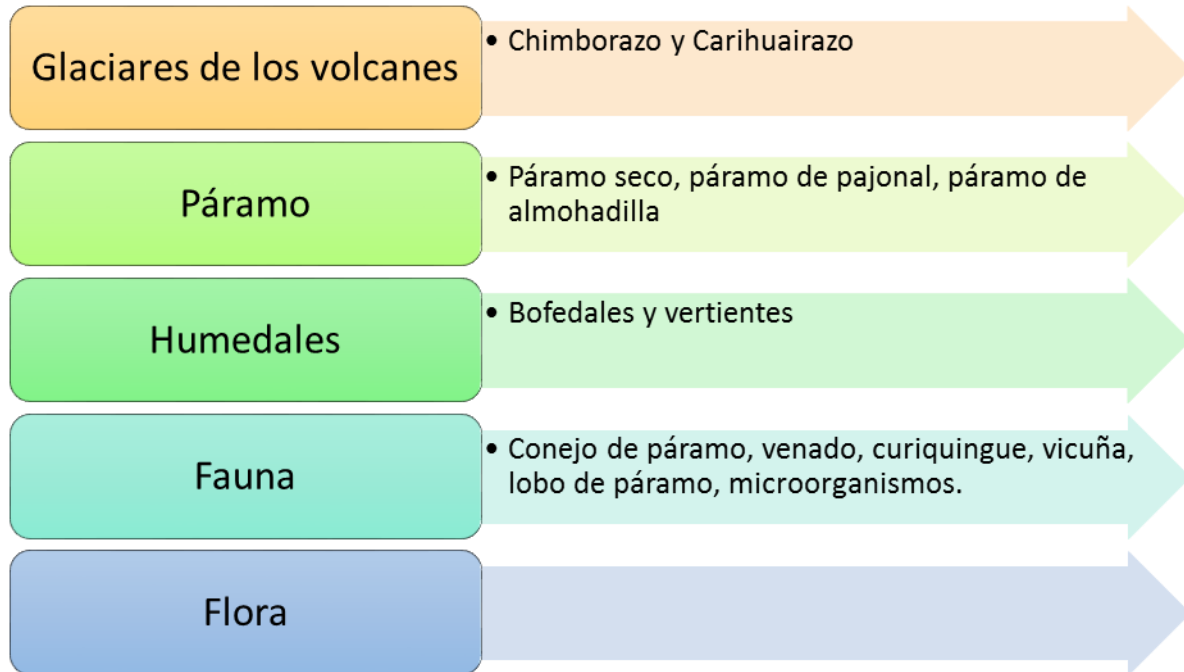 Glaciares de los volcanes
• Chimborazo y Carihuairazo
Páramo
• Páramo seco, páramo de pajonal, páramo de
almohadilla
Humedales
• Bofedales y vertientes
Fauna
• Conejo de páramo, venado, curiquingue, vicuña,
lobo de páramo, microorganismos.
Flora